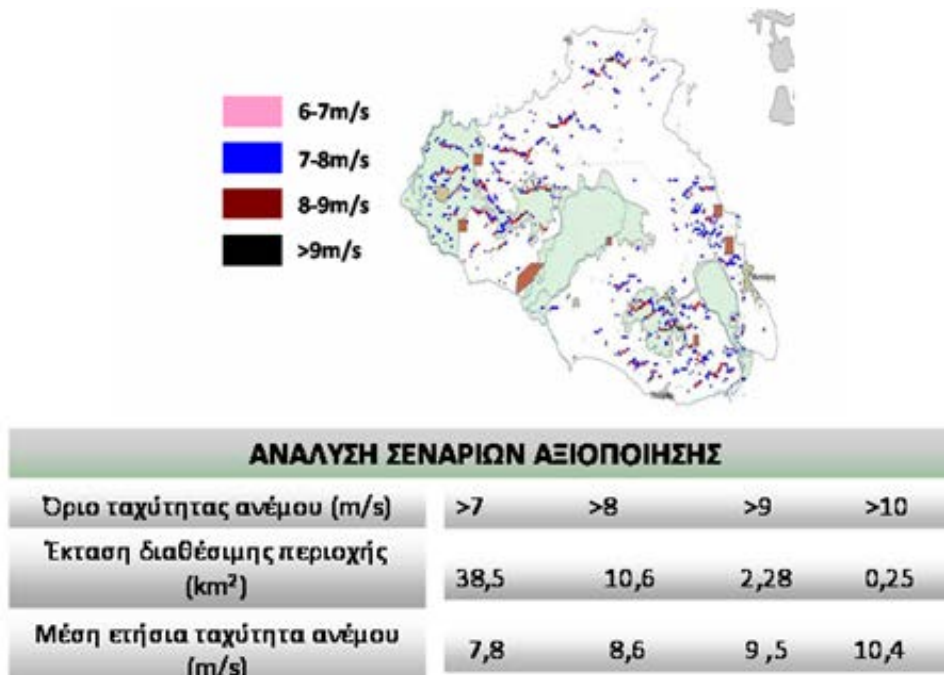 6-7m/s
7-8m/s
8-9m/s
>9m/s
ΑΝΑΛΥΣΗ ΣΕΝΑΡΙΩΝ ΑΞΙΟΠΟΙΗΣΗΣ
Όριο ταχύτητας ανέμου (m/s) >7 >8 >9 >10
Έκταση διαθέσιμης περιοχής
(km²) 38,5 10,6 2,28 0,25
Μέση ετήσια ταχύτητα ανέμου
(m/s) 7,8 8,6 9 ,5 10,4